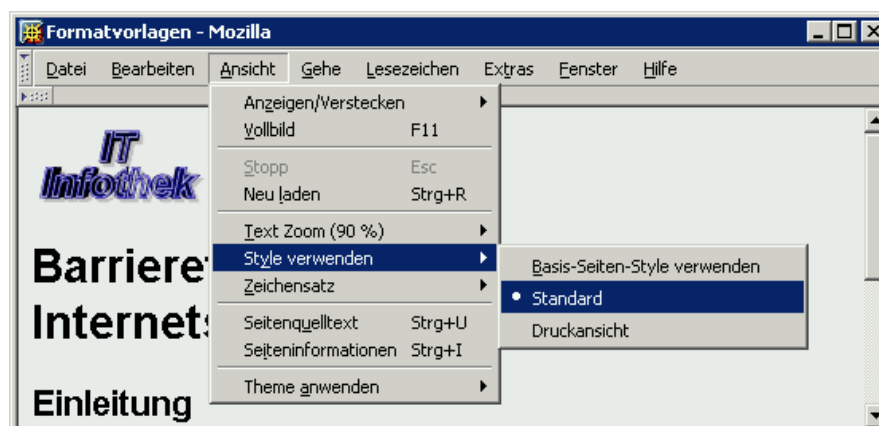 Formatvorlagen - Mozilla
Datei Bearbeiten Ansicht Gehe Lesezeichen Extras Fenster Hilfe
Anzeigen/Verstecken
Vollbild F11
Stopp Esc
Neu laden Strg+R
Text Zoom (90 %)
Style verwenden
Zeichensatz
Seitenquelltext Strg+U
Seiteninformationen Strg+I
Theme anwenden
Basis-Seiten-Style verwenden
Standard
Druckansicht
IT
Infothek
Barriere
Internet
Einleitung